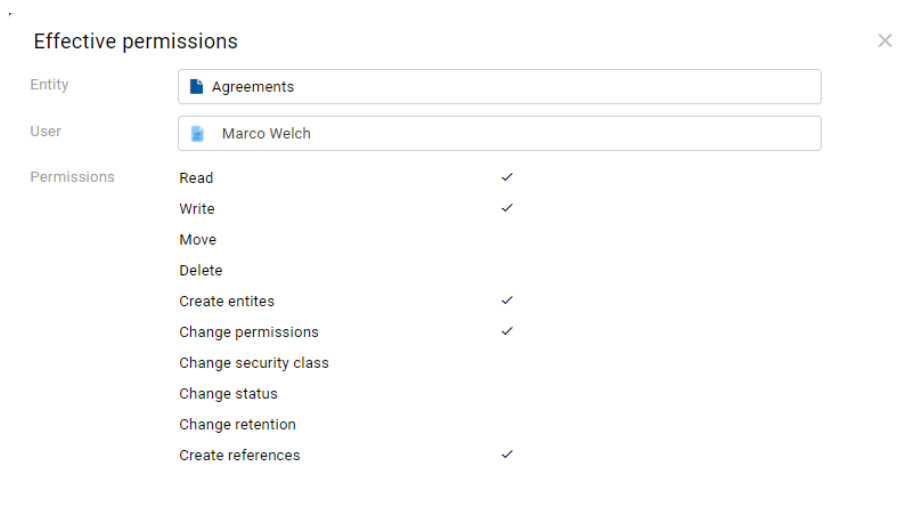 Effective permissions
Entity Agreements
User Marco Welch
Permissions Read
Write
Move
Delete
Create entites
Change permissions
Change security class
Change status
Change retention
Create references